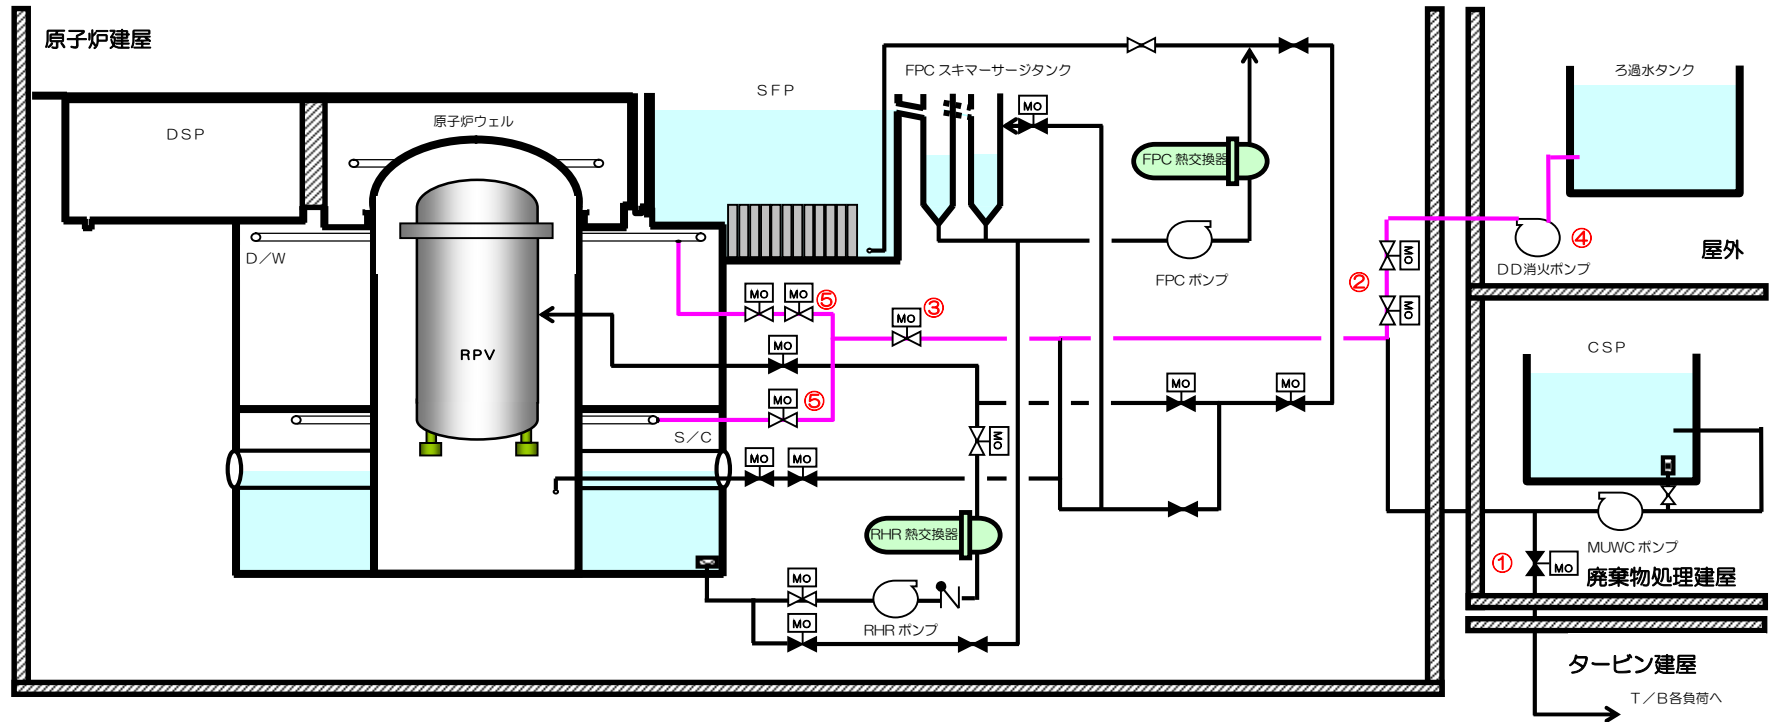 原子炉建屋
FPC スキマーサージタンク
ろ過水タンク
SFP
MO
DSP
原子炉ウェル
FPC 熱交換器
④
屋外
D/W
DD消火ポンプ
MO
②
FPC ポンプ
MO
MO
MO
⑤
③
MO
MO
RPV
CSP
MO
MO
MO
⑤
S/C
MO
MO
MO
RHR 熱交換器
MUWC ポンプ
①
MO
廃棄物処理建屋
MO
MO
RHR ポンプ
タービン建屋
T/B各負荷へ